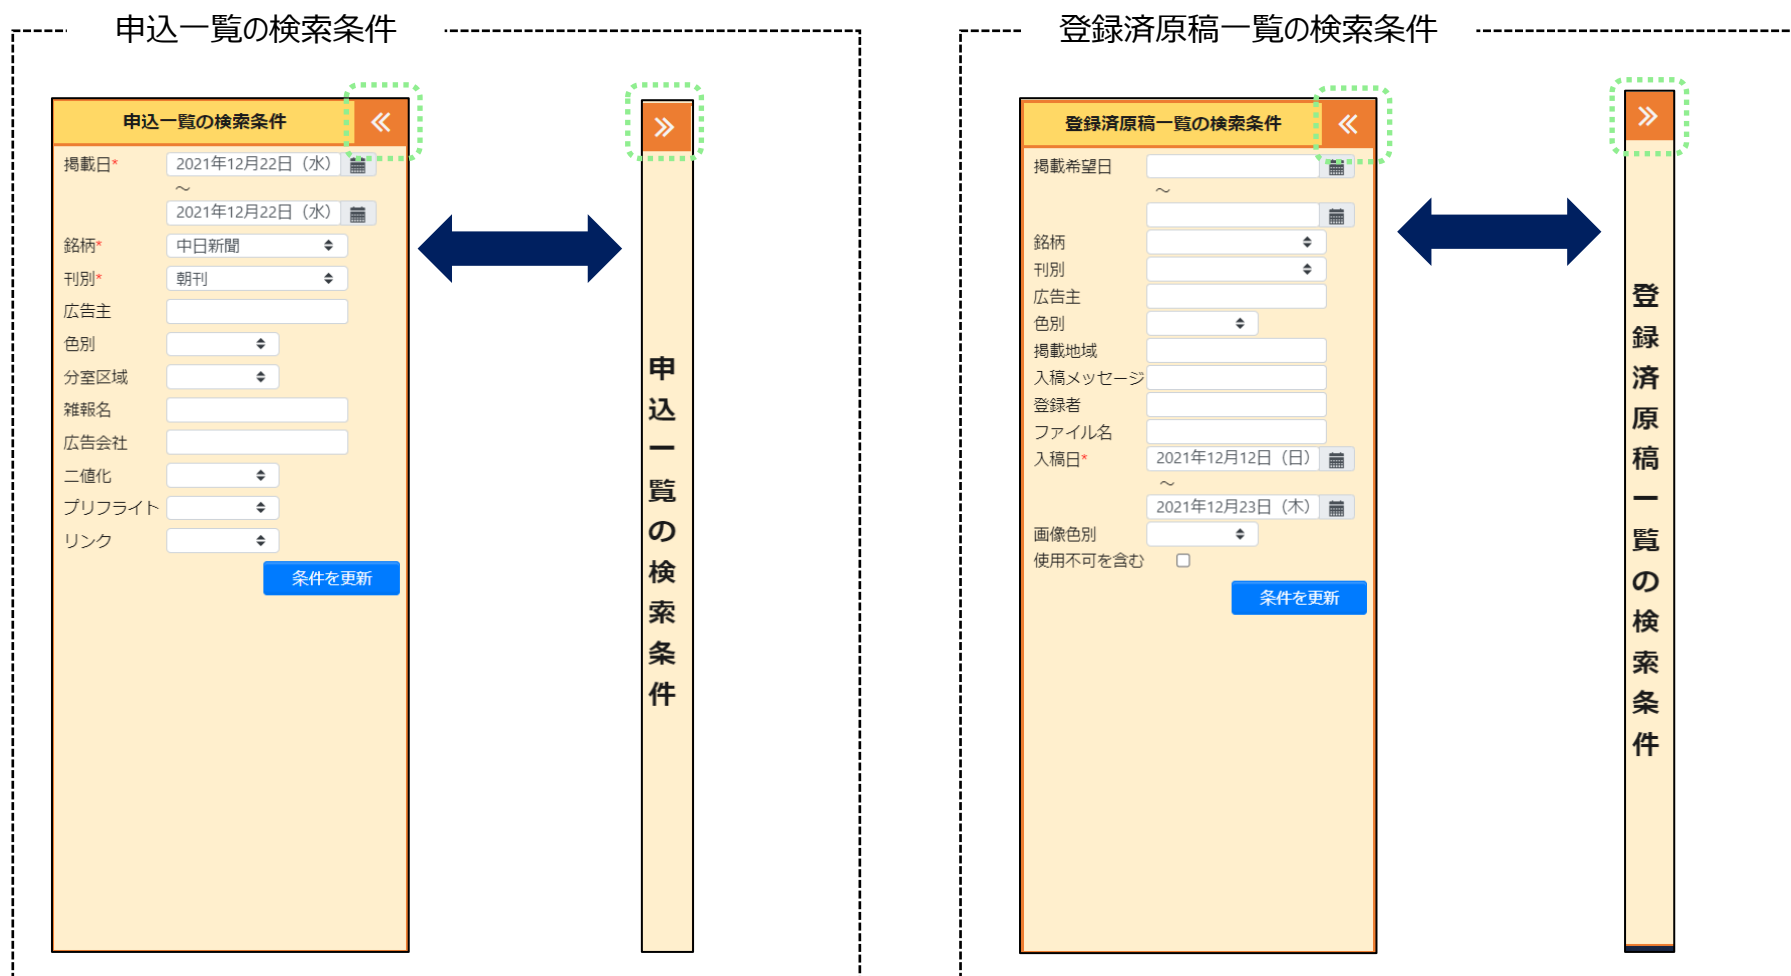 申込一覧の検索条件
申込一覧の検索条件
掲載日* 2021年12月22日（水）
～
2021年12月22日（水）
銘柄* 中日新聞
刊別* 朝刊
広告主
色別
分室区域
雑報名
広告会社
二値化
プリフライト
リンク
条件を更新
申込一覧の検索条件
登録済原稿一覧の検索条件
登録済原稿一覧の検索条件
掲載希望日
～
銘柄
刊別
広告主
色別
掲載地域
入稿メッセージ
登録者
ファイル名
入稿日* 2021年12月12日（日）
～
2021年12月23日（木）
画像色別
使用不可を含む
条件を更新
登録済原稿一覧の検索条件